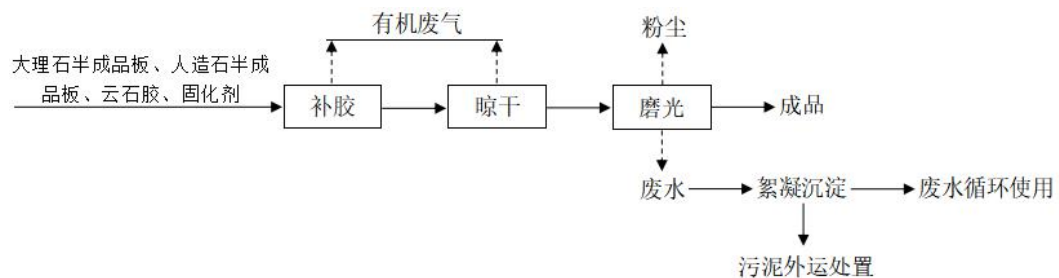 有机废气
粉尘
大理石半成品板、人造石半成
品板、云石胶、固化剂
补胶
晾干
磨光
成品
废水
絮凝沉淀
废水循环使用
污泥外运处置